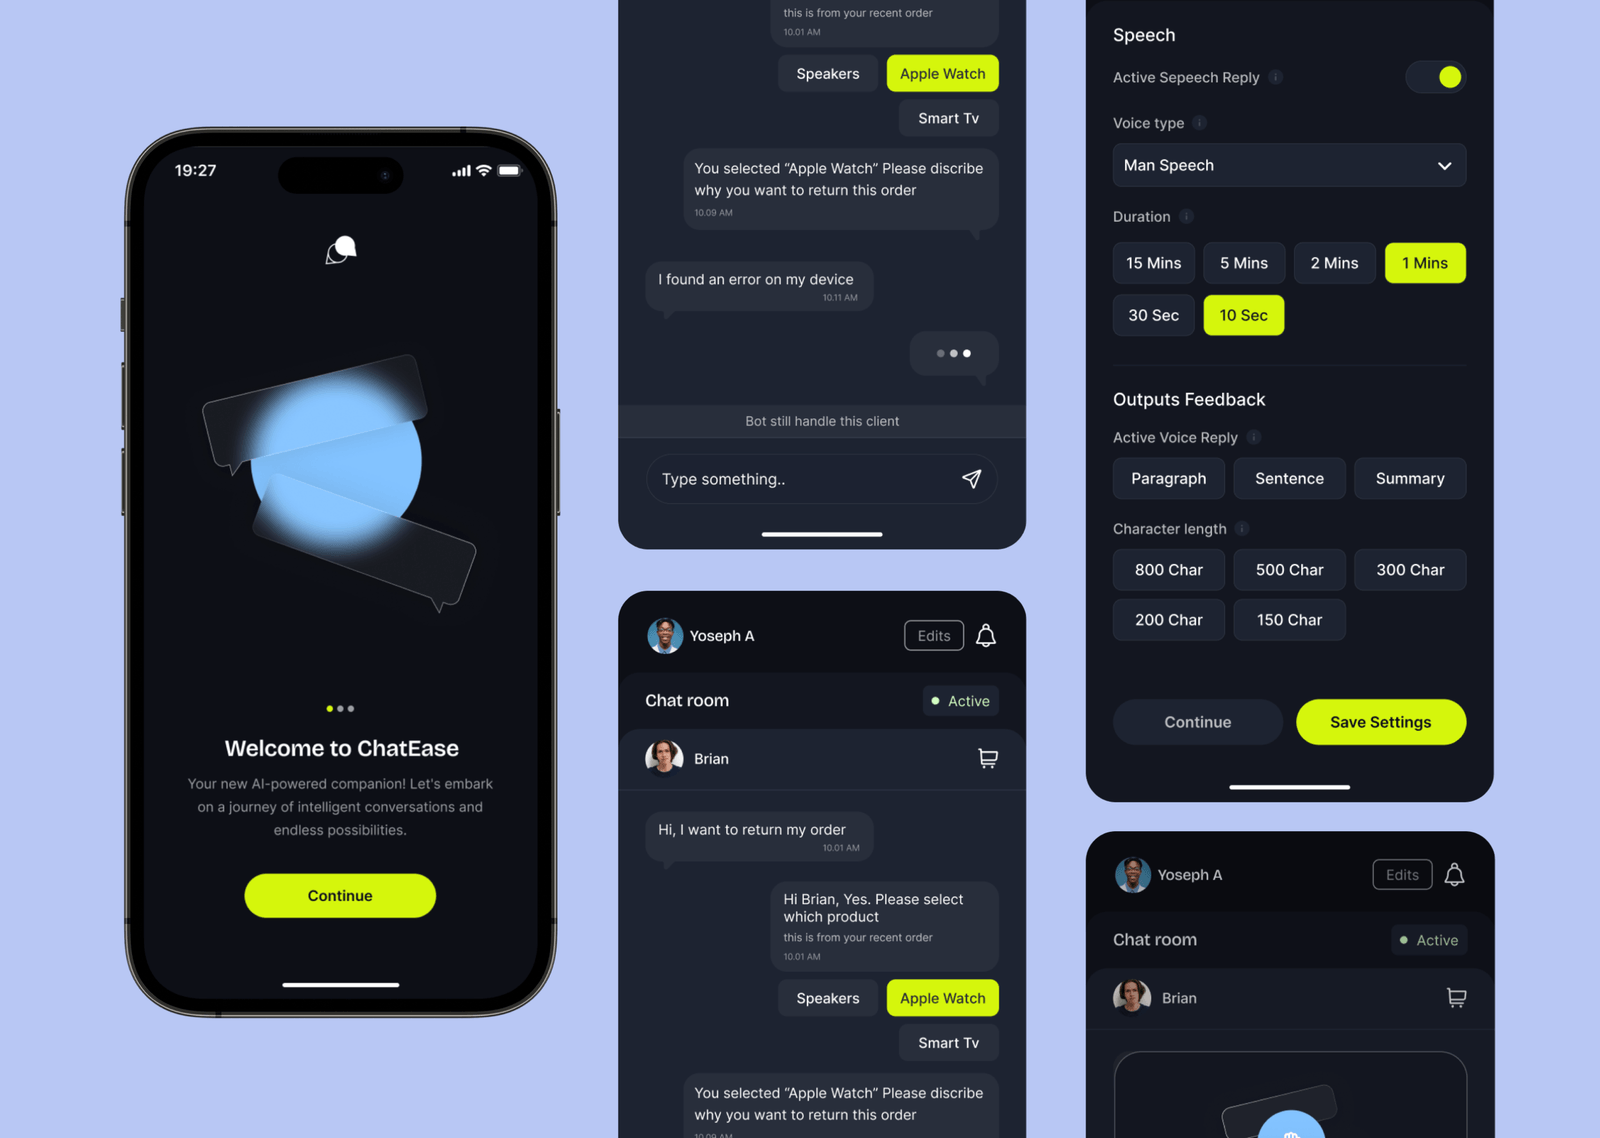 19:27
Welcome to ChatEase
Your new AI-powered companion! Let's embark
on a journey of intelligent conversations and
endless possibilities.
Continue
this is from your recent order
10.01 AM
Speakers
Apple Watch
Smart Tv
You selected “Apple Watch” Please discribe
why you want to return this order
10.09 AM
I found an error on my device
10.11 AM
Bot still handle this client
Type something..
Yoseph A
Edits
Chat room
Active
Brian
Hi, I want to return my order
10.01 AM
Hi Brian, Yes. Please select
which product
this is from your recent order
10.01 AM
Speakers
Apple Watch
Smart Tv
You selected “Apple Watch” Please discribe
why you want to return this order
10.09 AM
Speech
Active Sepeech Reply
Voice type
Man Speech
Duration
15 Mins
5 Mins
2 Mins
1 Mins
30 Sec
10 Sec
Outputs Feedback
Active Voice Reply
Paragraph
Sentence
Summary
Character length
800 Char
500 Char
300 Char
200 Char
150 Char
Continue
Save Settings
Yoseph A
Edits
Chat room
Active
Brian